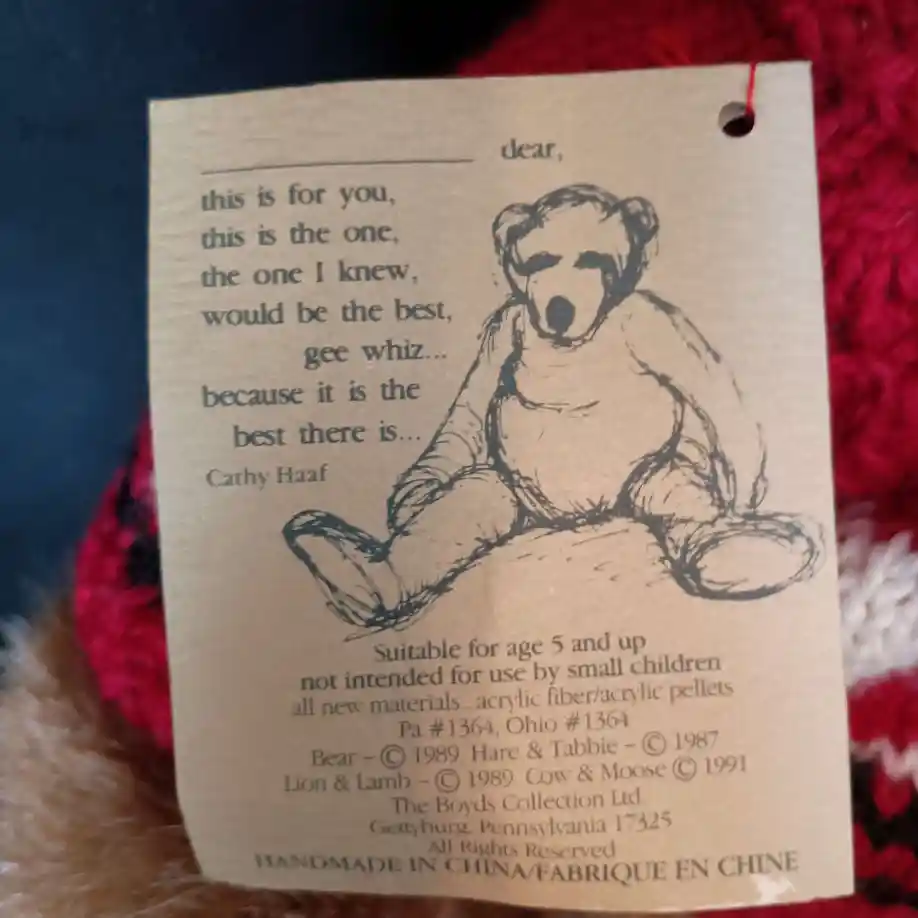 _______________ dear,
this is for you,
this is the one,
the one I knew,
would be the best,
gee whiz...
because it is the
best there is...
Cathy Haaf
Suitable for age 5 and up
not intended for use by small children
all new materials...acrylic fiber/acrylic pellets
Pa #1364, Ohio #1364
Bear – © 1989 Hare & Tabbie – © 1987
Lion & Lamb – © 1989 Cow & Moose © 1991
The Boyds Collection Ltd.
Gettyburg, Pennsylvania 17325
All Rights Reserved
HANDMADE IN CHINA/FABRIQUE EN CHINE